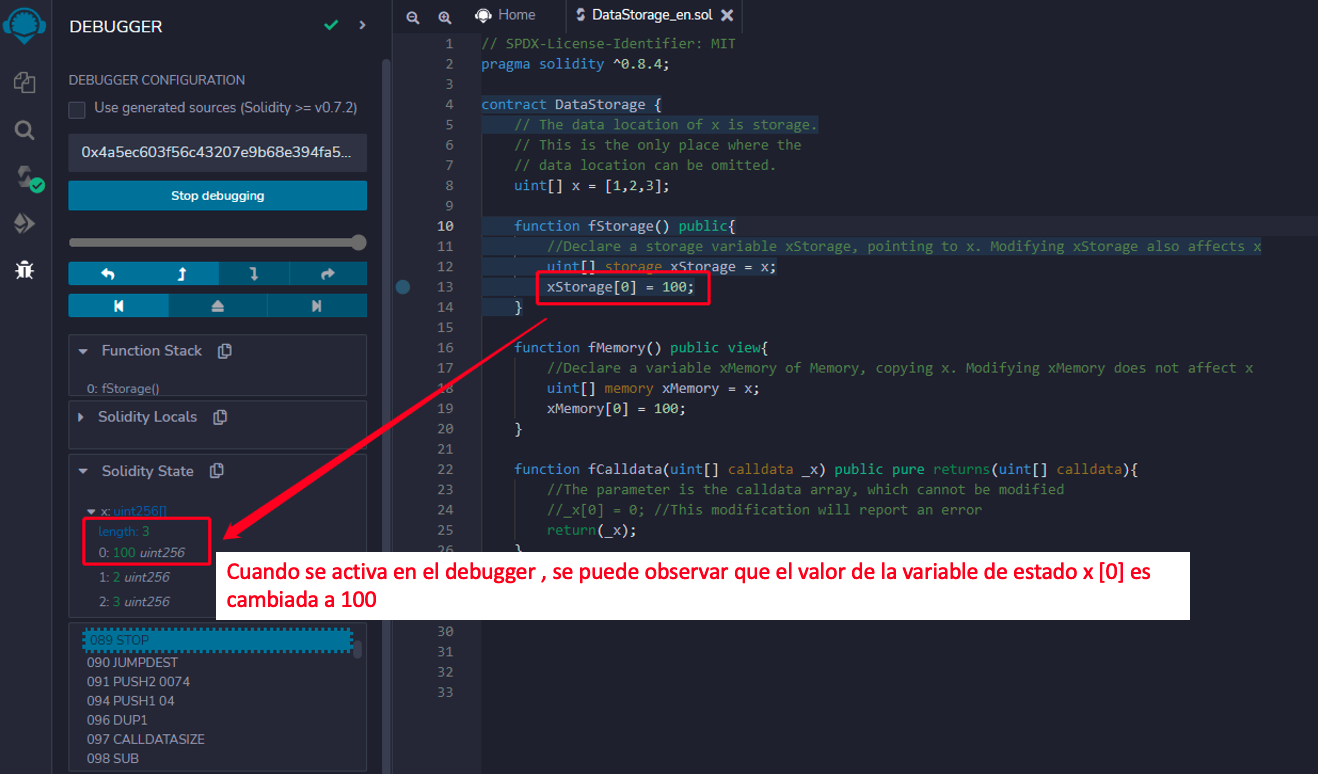 DEBUGGER
DEBUGGER CONFIGURATION
Use generated sources (Solidity >= v0.7.2)
0x4a5ec603f56c43207e9b68e394fa5...
Stop debugging
Function Stack
0: fStorage()
Solidity Locals
Solidity State
x: uint256[]
length: 3
0: 100 uint256
1: 2 uint256
2: 3 uint256
089 STOP
090 JUMPDEST
091 PUSH2 0074
094 PUSH1 04
096 DUP1
097 CALLDATASIZE
098 SUB
Home
DataStorage_en.sol
1 // SPDX-License-Identifier: MIT
2 pragma solidity ^0.8.4;
3
4 contract DataStorage {
5 // The data location of x is storage.
6 // This is the only place where the
7 // data location can be omitted.
8 uint[] x = [1,2,3];
9
10 function fStorage() public{
11 //Declare a storage variable xStorage, pointing to x. Modifying xStorage also affects x
12 uint[] storage xStorage = x;
13 xStorage[0] = 100;
14 }
15
16 function fMemory() public view{
17 //Declare a variable xMemory of Memory, copying x. Modifying xMemory does not affect x
18 uint[] memory xMemory = x;
19 xMemory[0] = 100;
20 }
21
22 function fCalldata(uint[] calldata _x) public pure returns(uint[] calldata){
23 //The parameter is the calldata array, which cannot be modified
24 //_x[0] = 0; //This modification will report an error
25 return(_x);
26 }
Cuando se activa en el debugger , se puede observar que el valor de la variable de estado x [0] es
cambiada a 100
30
31
32
33